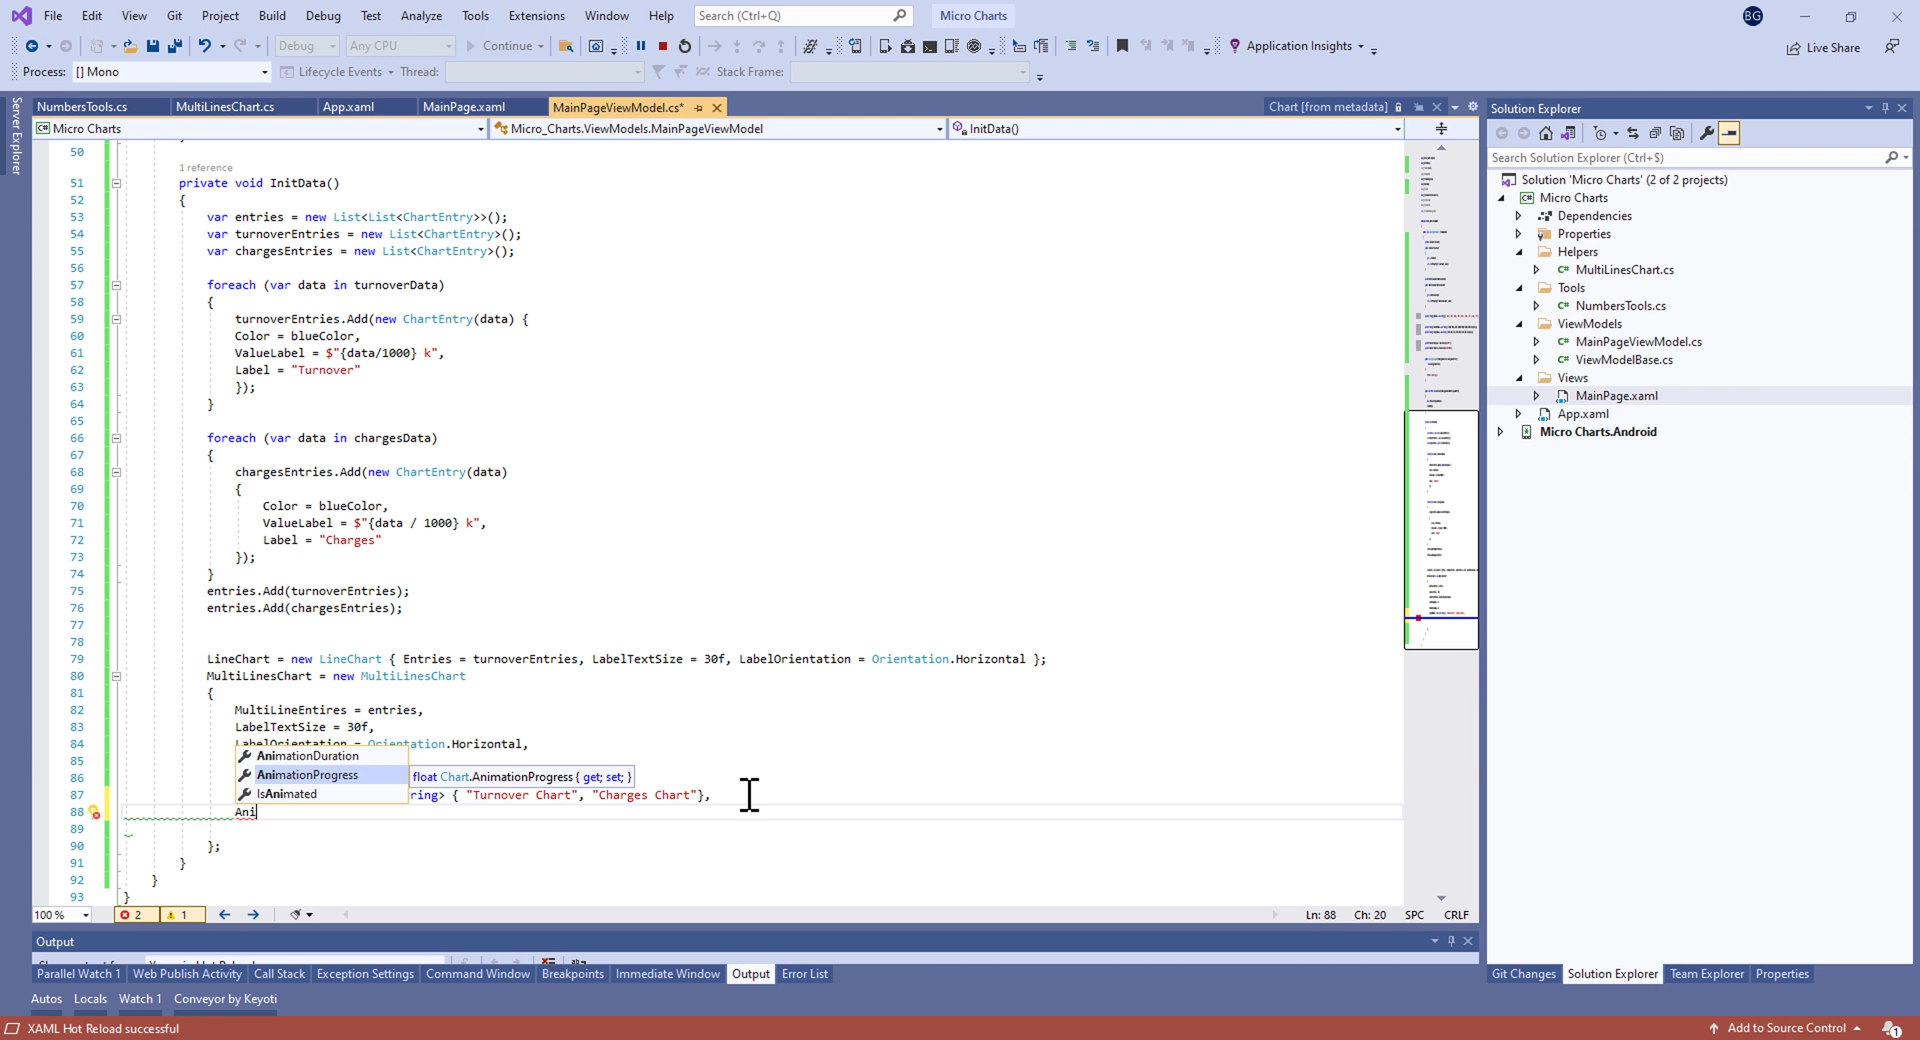 File Edit View Git Project Build Debug Test Analyze Tools Extensions Window Help Search (Ctrl+Q) Micro Charts BG
Debug Any CPU Continue Application Insights Live Share
Process: [] Mono Lifecycle Events Thread: Stack Frame:
Server Explorer
NumbersTools.cs MultiLinesChart.cs App.xaml MainPage.xaml MainPageViewModel.cs* Chart [from metadata]
C# Micro Charts Micro_Charts.ViewModels.MainPageViewModel InitData()
50
1 reference
51 private void InitData()
52 {
53 var entries = new List<List<ChartEntry>>();
54 var turnoverEntries = new List<ChartEntry>();
55 var chargesEntries = new List<ChartEntry>();
56
57 foreach (var data in turnoverData)
58 {
59 turnoverEntries.Add(new ChartEntry(data) {
60 Color = blueColor,
61 ValueLabel = $"{data/1000} k",
62 Label = "Turnover"
63 });
64 }
65
66 foreach (var data in chargesData)
67 {
68 chargesEntries.Add(new ChartEntry(data)
69 {
70 Color = blueColor,
71 ValueLabel = $"{data / 1000} k",
72 Label = "Charges"
73 });
74 }
75 entries.Add(turnoverEntries);
76 entries.Add(chargesEntries);
77
78
79 LineChart = new LineChart { Entries = turnoverEntries, LabelTextSize = 30f, LabelOrientation = Orientation.Horizontal };
80 MultiLinesChart = new MultiLinesChart
81 {
82 MultiLineEntires = entries,
83 LabelTextSize = 30f,
84 LabelOrientation = Orientation.Horizontal,
85 AnimationDuration
86 AnimationProgress float Chart.AnimationProgress { get; set; }
87 IsAnimated ring> { "Turnover Chart", "Charges Chart"},
88 Ani
89
90 };
91 }
92 }
93 }
100 % 2 1 Ln: 88 Ch: 20 SPC CRLF
Output
Parallel Watch 1 Web Publish Activity Call Stack Exception Settings Command Window Breakpoints Immediate Window Output Error List
Autos Locals Watch 1 Conveyor by Keyoti
XAML Hot Reload successful Add to Source Control 1
Solution Explorer
Search Solution Explorer (Ctrl+$)
Solution 'Micro Charts' (2 of 2 projects)
C# Micro Charts
Dependencies
Properties
Helpers
C# MultiLinesChart.cs
Tools
C# NumbersTools.cs
ViewModels
C# MainPageViewModel.cs
C# ViewModelBase.cs
Views
MainPage.xaml
App.xaml
Micro Charts.Android
Git Changes Solution Explorer Team Explorer Properties